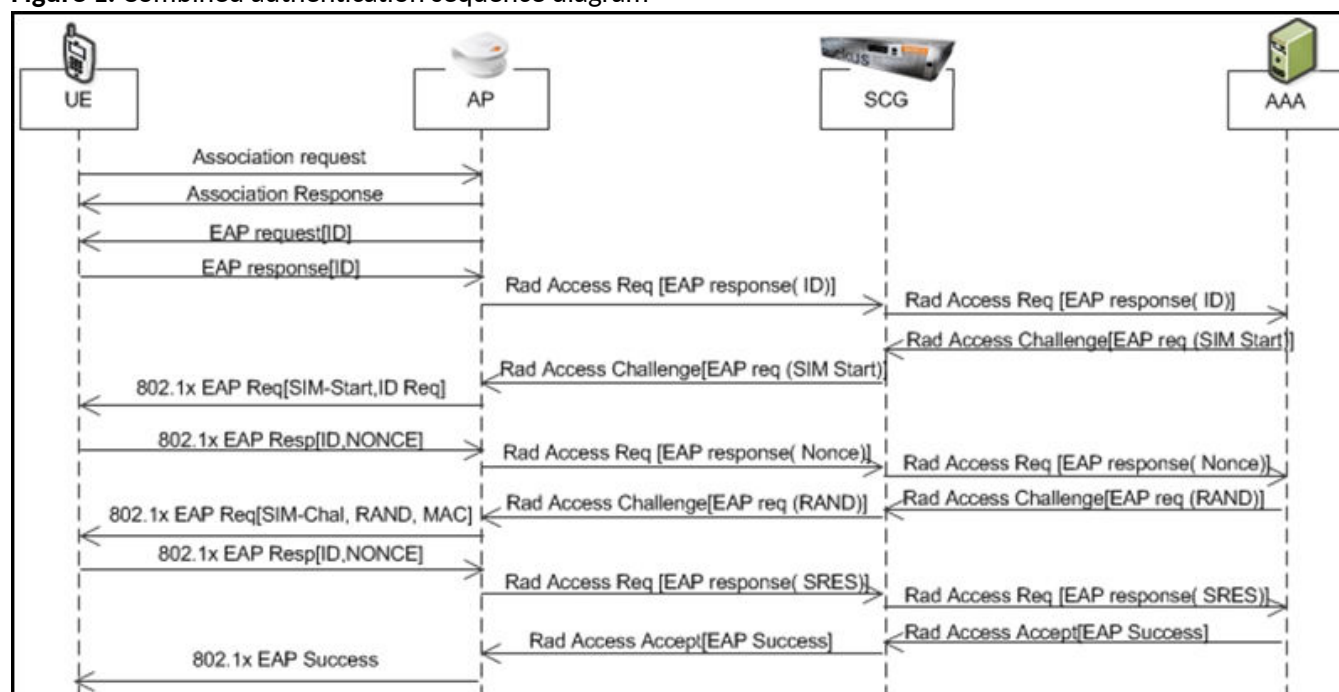 Figure 1: Combined authentication sequence diagram
UE
AP
SCG
AAA
Association request
Association Response
EAP request[ID]
EAP response[ID]
Rad Access Req [EAP response( ID)]
Rad Access Req [EAP response( ID)]
Rad Access Challenge[EAP req (SIM Start)]
Rad Access Challenge[EAP req (SIM Start)]
802.1x EAP Req[SIM-Start,ID Req]
802.1x EAP Resp[ID,NONCE]
Rad Access Req [EAP response( Nonce)]
Rad Access Req [EAP response( Nonce)]
Rad Access Challenge[EAP req (RAND)]
Rad Access Challenge[EAP req (RAND)]
802.1x EAP Req[SIM-Chal, RAND, MAC]
802.1x EAP Resp[ID,NONCE]
Rad Access Req [EAP response( SRES)]
Rad Access Req [EAP response( SRES)]
Rad Access Accept[EAP Success]
Rad Access Accept[EAP Success]
802.1x EAP Success